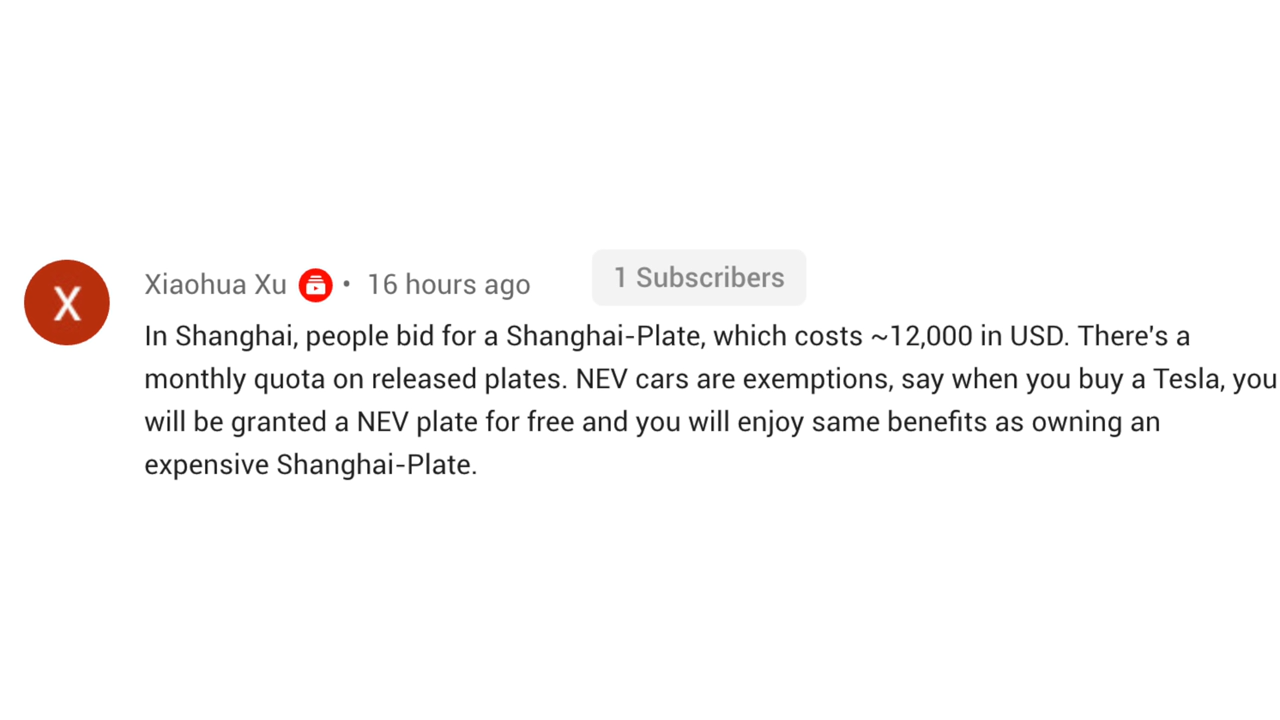 X
Xiaohua Xu • 16 hours ago
1 Subscribers
In Shanghai, people bid for a Shanghai-Plate, which costs ~12,000 in USD. There's a
monthly quota on released plates. NEV cars are exemptions, say when you buy a Tesla, you
will be granted a NEV plate for free and you will enjoy same benefits as owning an
expensive Shanghai-Plate.